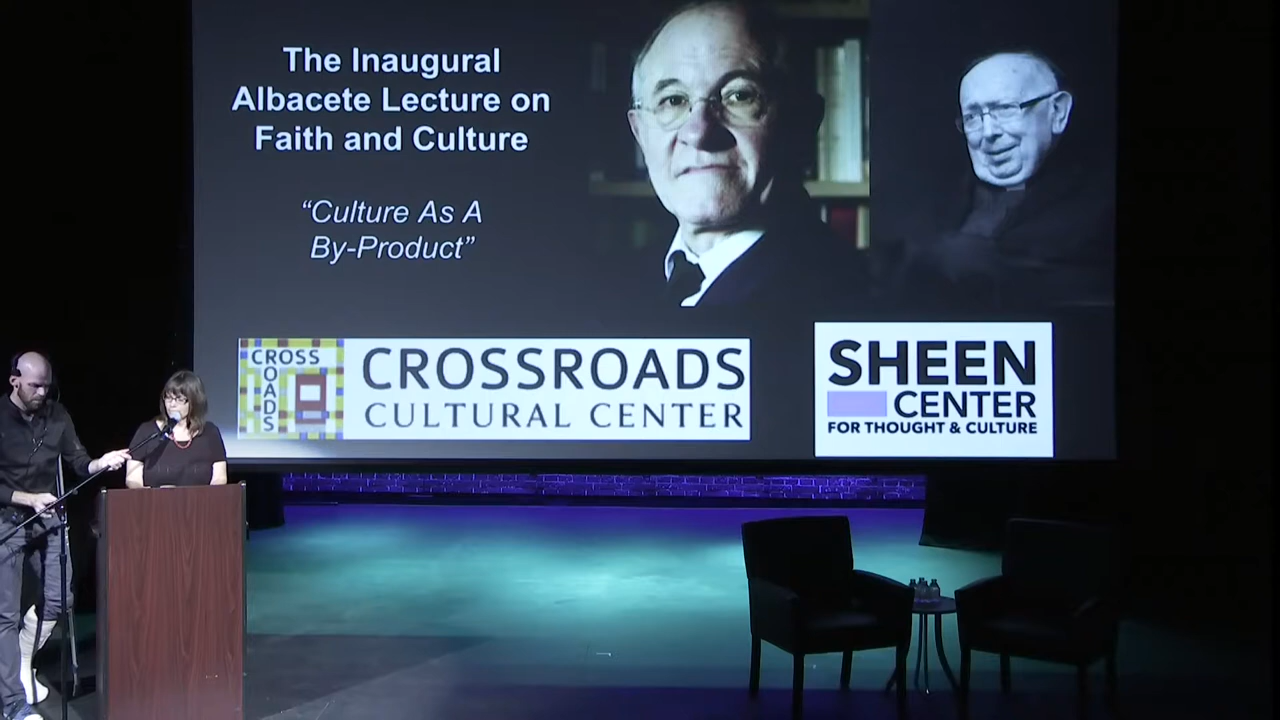 The Inaugural
Albacete Lecture on
Faith and Culture
“Culture As A
By-Product”
CROSS
ROADS
CROSSROADS
CULTURAL CENTER
SHEEN
CENTER
FOR THOUGHT & CULTURE